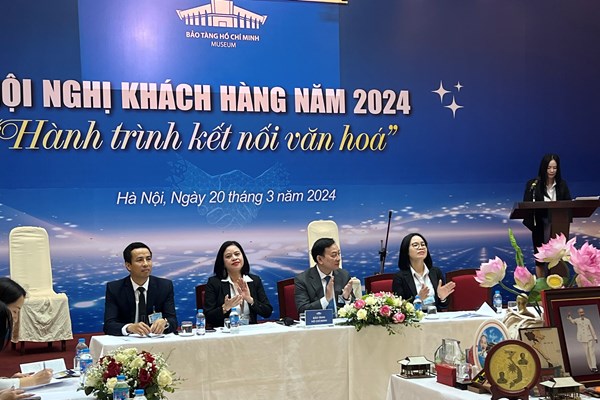 BẢO TÀNG HỒ CHÍ MINH
MUSEUM
ỘI NGHỊ KHÁCH HÀNG NĂM 2024
“Hành trình kết nối văn hoá”
Hà Nội, Ngày 20 tháng 3 năm 2024